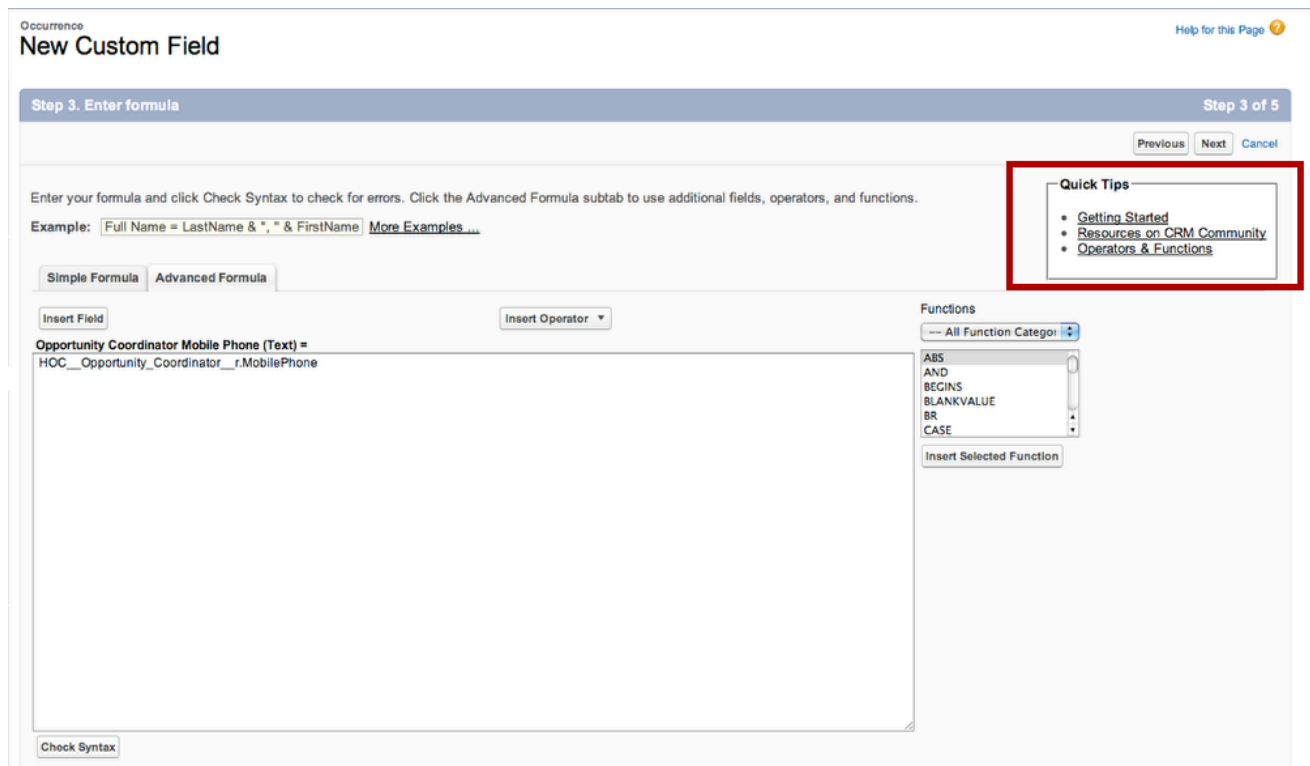 Occurrence
New Custom Field
Help for this Page
Step 3. Enter formula
Step 3 of 5
Previous
Next
Cancel
Enter your formula and click Check Syntax to check for errors. Click the Advanced Formula subtab to use additional fields, operators, and functions.
Example: Full Name = LastName & ", " & FirstName More Examples ...
Quick Tips
Getting Started
Resources on CRM Community
Operators & Functions
Simple Formula
Advanced Formula
Insert Field
Insert Operator
Functions
-- All Function Categor
Opportunity Coordinator Mobile Phone (Text) =
HOC__Opportunity_Coordinator__r.MobilePhone
ABS
AND
BEGINS
BLANKVALUE
BR
CASE
Insert Selected Function
Check Syntax